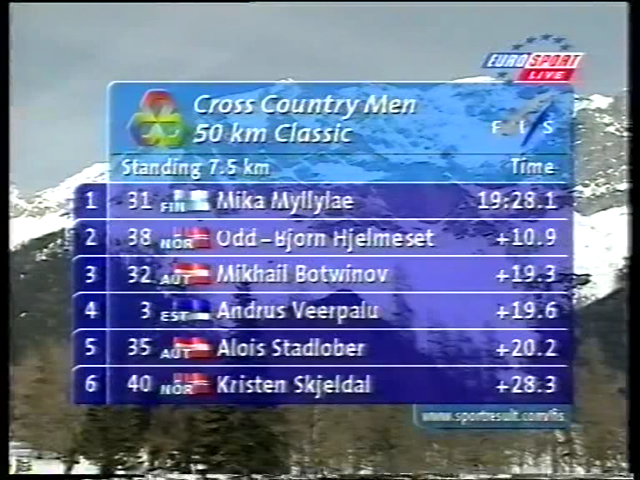 EUROSPORT
LIVE
Cross Country Men
50 km Classic
FIS
Standing 7.5 km Time
1 31 FIN Mika Myllylae 19:28.1
2 38 NOR Odd-Bjorn Hjelmeset +10.9
3 32 AUT Mikhail Botwinov +19.3
4 3 EST Andrus Veerpalu +19.6
5 35 AUT Alois Stadlober +20.2
6 40 NOR Kristen Skjeldal +28.3
www.sportresult.com/fis